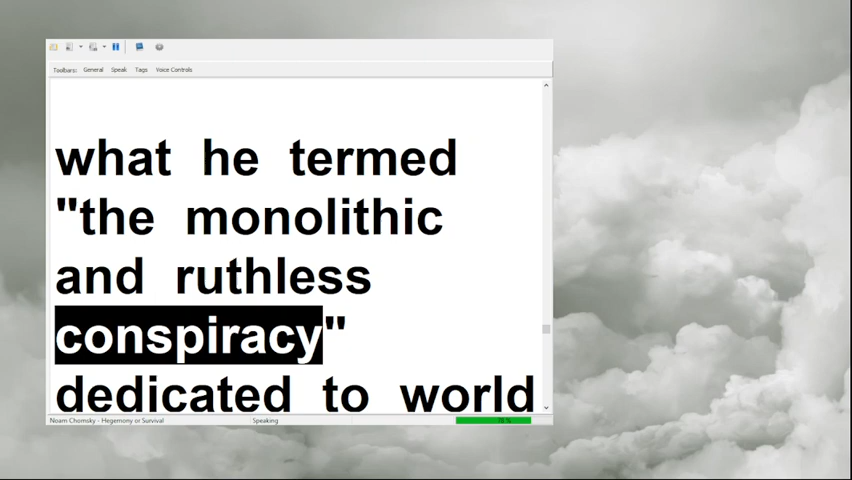 Toolbars: General Speak Tags Voice Controls
what he termed
"the monolithic
and ruthless
conspiracy"
dedicated to world
Noam Chomsky - Hegemony or Survival Speaking